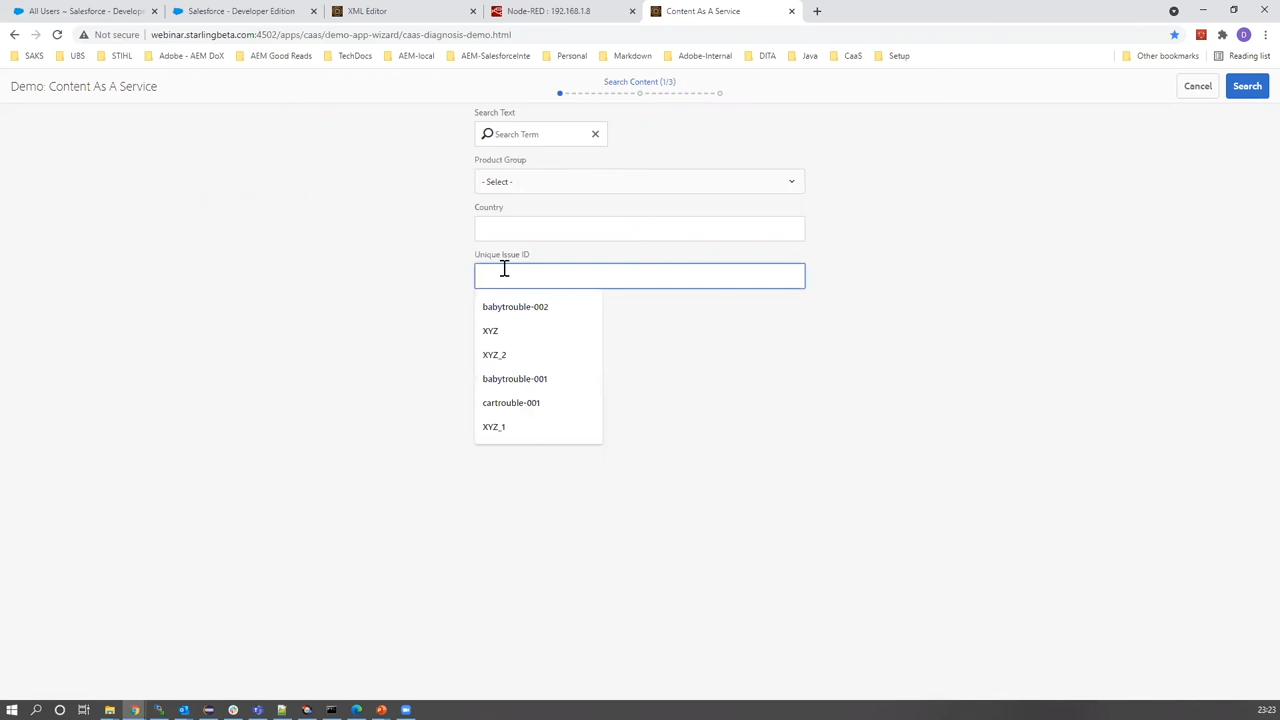 All Users ~ Salesforce - Develop
Salesforce - Developer Edition
XML Editor
Node-RED : 192.168.1.8
Content As A Service
Not secure
webinar.starlingbeta.com:4502/apps/caas/demo-app-wizard/caas-diagnosis-demo.html
D
SAKS
UBS
STIHL
Adobe - AEM DoX
AEM Good Reads
TechDocs
AEM-local
AEM-SalesforceInte
Personal
Markdown
Adobe-Internal
DITA
Java
CaaS
Setup
Other bookmarks
Reading list
Demo: Content As A Service
Search Content (1/3)
Cancel
Search
Search Text
Search Term
Product Group
- Select -
Country
Unique Issue ID
babytrouble-002
XYZ
XYZ_2
babytrouble-001
cartrouble-001
XYZ_1
23:23